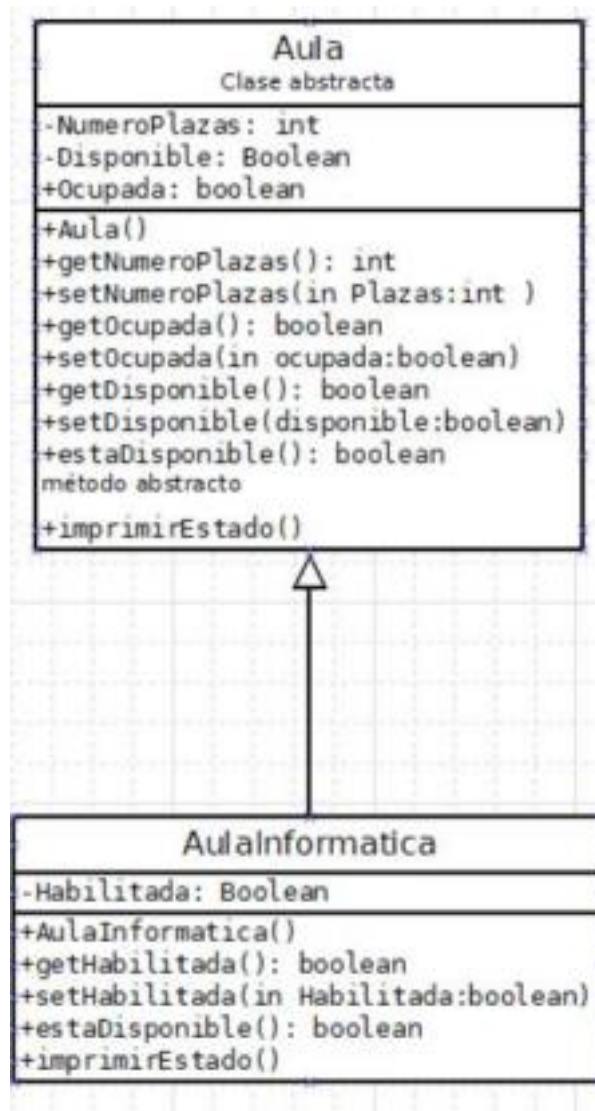 Aula
Clase abstracta
-NumeroPlazas: int
-Disponible: Boolean
+Ocupada: boolean
+Aula()
+getNumeroPlazas(): int
+setNumeroPlazas(in Plazas:int )
+getOcupada(): boolean
+setOcupada(in ocupada:boolean)
+getDisponible(): boolean
+setDisponible(disponible:boolean)
+estaDisponible(): boolean
método abstracto
+imprimirEstado()
AulaInformatica
-Habilitada: Boolean
+AulaInformatica()
+getHabilitada(): boolean
+setHabilitada(in Habilitada:boolean)
+estaDisponible(): boolean
+imprimirEstado()